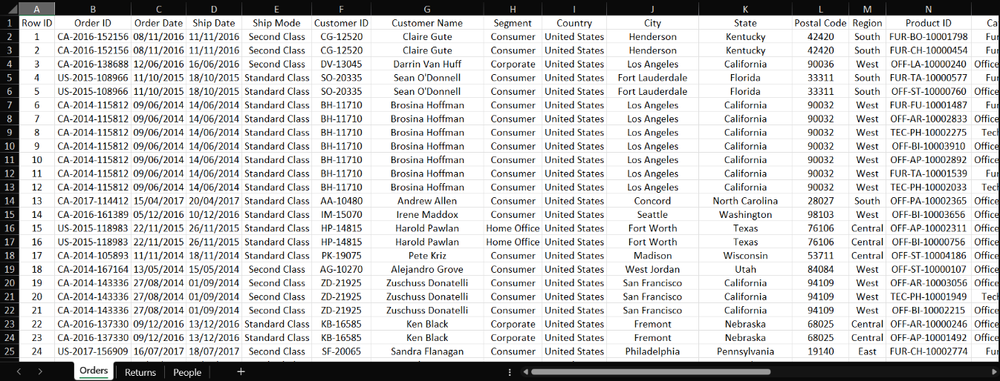 A B C D E F G H I J K L M N
1 Row ID Order ID Order Date Ship Date Ship Mode Customer ID Customer Name Segment Country City State Postal Code Region Product ID Ca
2 1 CA-2016-152156 08/11/2016 11/11/2016 Second Class CG-12520 Claire Gute Consumer United States Henderson Kentucky 42420 South FUR-BO-10001798 Fur
3 2 CA-2016-152156 08/11/2016 11/11/2016 Second Class CG-12520 Claire Gute Consumer United States Henderson Kentucky 42420 South FUR-CH-10000454 Fur
4 3 CA-2016-138688 12/06/2016 16/06/2016 Second Class DV-13045 Darrin Van Huff Corporate United States Los Angeles California 90036 West OFF-LA-10000240 Office
5 4 US-2015-108966 11/10/2015 18/10/2015 Standard Class SO-20335 Sean O'Donnell Consumer United States Fort Lauderdale Florida 33311 South FUR-TA-10000577 Fur
6 5 US-2015-108966 11/10/2015 18/10/2015 Standard Class SO-20335 Sean O'Donnell Consumer United States Fort Lauderdale Florida 33311 South OFF-ST-10000760 Office
7 6 CA-2014-115812 09/06/2014 14/06/2014 Standard Class BH-11710 Brosina Hoffman Consumer United States Los Angeles California 90032 West FUR-FU-10001487 Fur
8 7 CA-2014-115812 09/06/2014 14/06/2014 Standard Class BH-11710 Brosina Hoffman Consumer United States Los Angeles California 90032 West OFF-AR-10002833 Office
9 8 CA-2014-115812 09/06/2014 14/06/2014 Standard Class BH-11710 Brosina Hoffman Consumer United States Los Angeles California 90032 West TEC-PH-10002275 Tech
10 9 CA-2014-115812 09/06/2014 14/06/2014 Standard Class BH-11710 Brosina Hoffman Consumer United States Los Angeles California 90032 West OFF-BI-10003910 Office
11 10 CA-2014-115812 09/06/2014 14/06/2014 Standard Class BH-11710 Brosina Hoffman Consumer United States Los Angeles California 90032 West OFF-AP-10002892 Office
12 11 CA-2014-115812 09/06/2014 14/06/2014 Standard Class BH-11710 Brosina Hoffman Consumer United States Los Angeles California 90032 West FUR-TA-10001539 Fur
13 12 CA-2014-115812 09/06/2014 14/06/2014 Standard Class BH-11710 Brosina Hoffman Consumer United States Los Angeles California 90032 West TEC-PH-10002033 Tech
14 13 CA-2017-114412 15/04/2017 20/04/2017 Standard Class AA-10480 Andrew Allen Consumer United States Concord North Carolina 28027 South OFF-PA-10002365 Office
15 14 CA-2016-161389 05/12/2016 10/12/2016 Standard Class IM-15070 Irene Maddox Consumer United States Seattle Washington 98103 West OFF-BI-10003656 Office
16 15 US-2015-118983 22/11/2015 26/11/2015 Standard Class HP-14815 Harold Pawlan Home Office United States Fort Worth Texas 76106 Central OFF-AP-10002311 Office
17 16 US-2015-118983 22/11/2015 26/11/2015 Standard Class HP-14815 Harold Pawlan Home Office United States Fort Worth Texas 76106 Central OFF-BI-10000756 Office
18 17 CA-2014-105893 11/11/2014 18/11/2014 Standard Class PK-19075 Pete Kriz Consumer United States Madison Wisconsin 53711 Central OFF-ST-10004186 Office
19 18 CA-2014-167164 13/05/2014 15/05/2014 Second Class AG-10270 Alejandro Grove Consumer United States West Jordan Utah 84084 West OFF-ST-10000107 Office
20 19 CA-2014-143336 27/08/2014 01/09/2014 Second Class ZD-21925 Zuschuss Donatelli Consumer United States San Francisco California 94109 West OFF-AR-10003056 Office
21 20 CA-2014-143336 27/08/2014 01/09/2014 Second Class ZD-21925 Zuschuss Donatelli Consumer United States San Francisco California 94109 West TEC-PH-10001949 Tech
22 21 CA-2014-143336 27/08/2014 01/09/2014 Second Class ZD-21925 Zuschuss Donatelli Consumer United States San Francisco California 94109 West OFF-BI-10002215 Office
23 22 CA-2016-137330 09/12/2016 13/12/2016 Standard Class KB-16585 Ken Black Corporate United States Fremont Nebraska 68025 Central OFF-AR-10000246 Office
24 23 CA-2016-137330 09/12/2016 13/12/2016 Standard Class KB-16585 Ken Black Corporate United States Fremont Nebraska 68025 Central OFF-AP-10001492 Office
25 24 US-2017-156909 16/07/2017 18/07/2017 Second Class SF-20065 Sandra Flanagan Consumer United States Philadelphia Pennsylvania 19140 East FUR-CH-10002774 Fur
Orders Returns People +